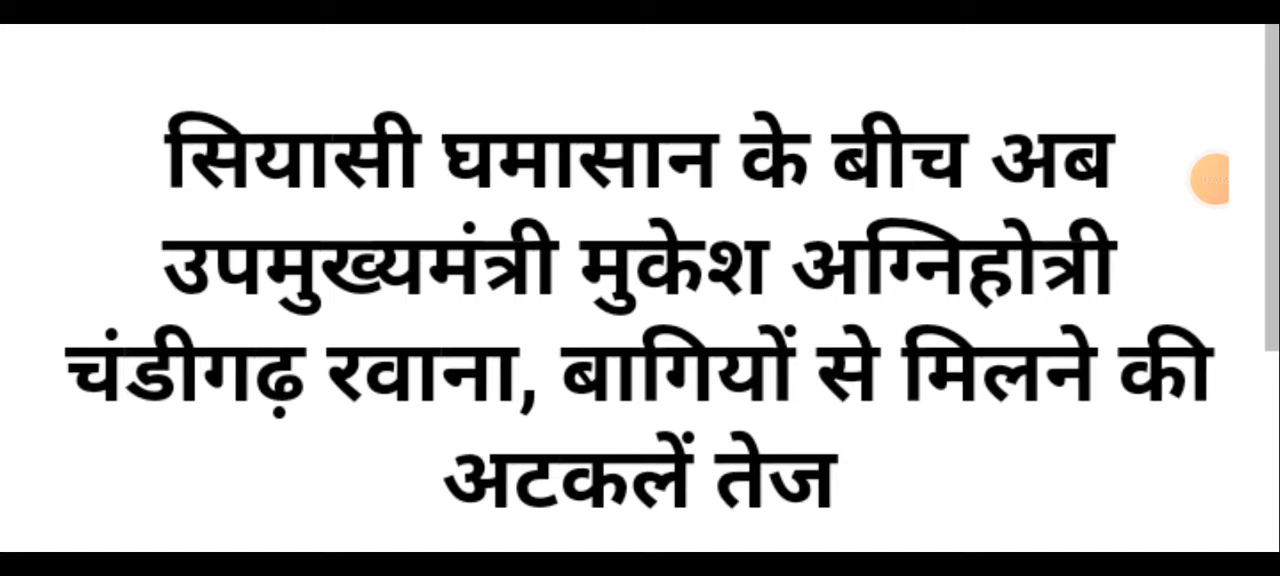 सियासी घमासान के बीच अब
उपमुख्यमंत्री मुकेश अग्निहोत्री
चंडीगढ़ रवाना, बागियों से मिलने की
अटकलें तेज